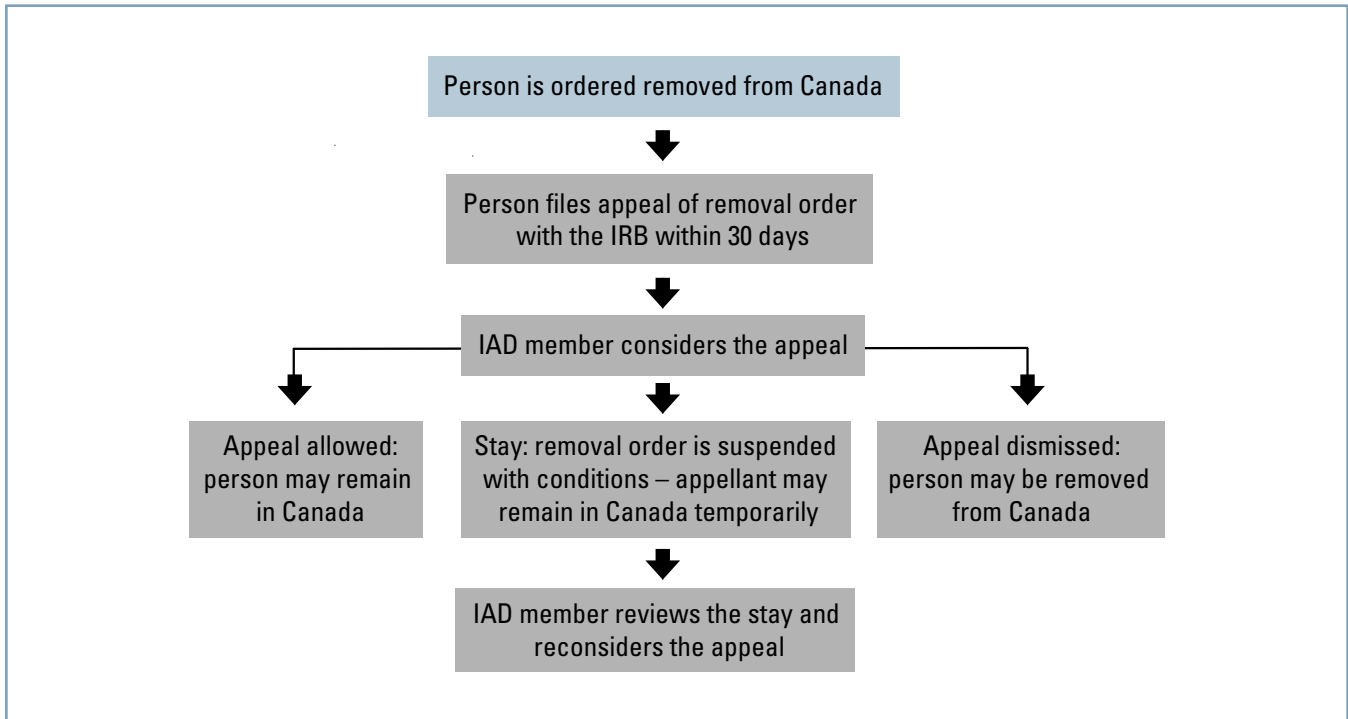 Person is ordered removed from Canada
Person files appeal of removal order
with the IRB within 30 days
IAD member considers the appeal
Appeal allowed:
person may remain
in Canada
Stay: removal order is suspended
with conditions – appellant may
remain in Canada temporarily
Appeal dismissed:
person may be removed
from Canada
IAD member reviews the stay and
reconsiders the appeal